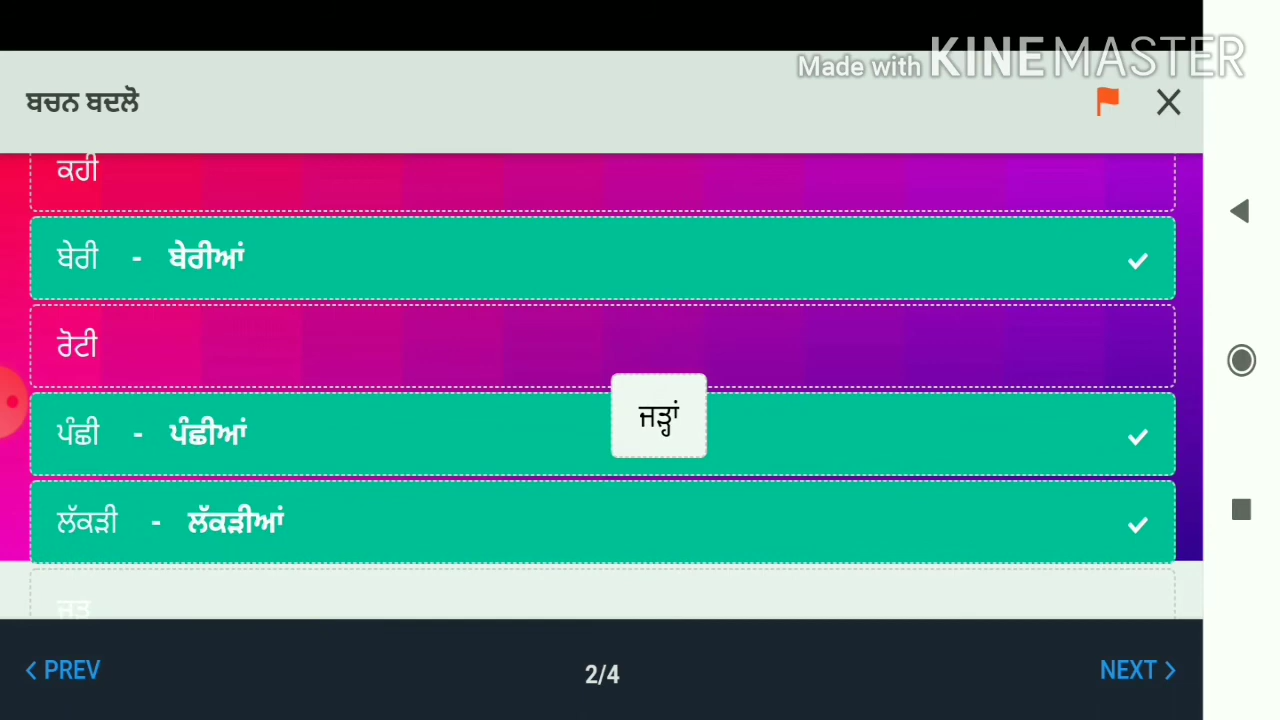 Made with KINEMASTER
ਬਚਨ ਬਦਲੋ
ਕਹੀ
ਬੇਰੀ - ਬੇਰੀਆਂ
ਰੋਟੀ
ਜੜ੍ਹਾਂ
ਪੰਛੀ - ਪੰਛੀਆਂ
ਲੱਕੜੀ - ਲੱਕੜੀਆਂ
PREV
2/4
NEXT